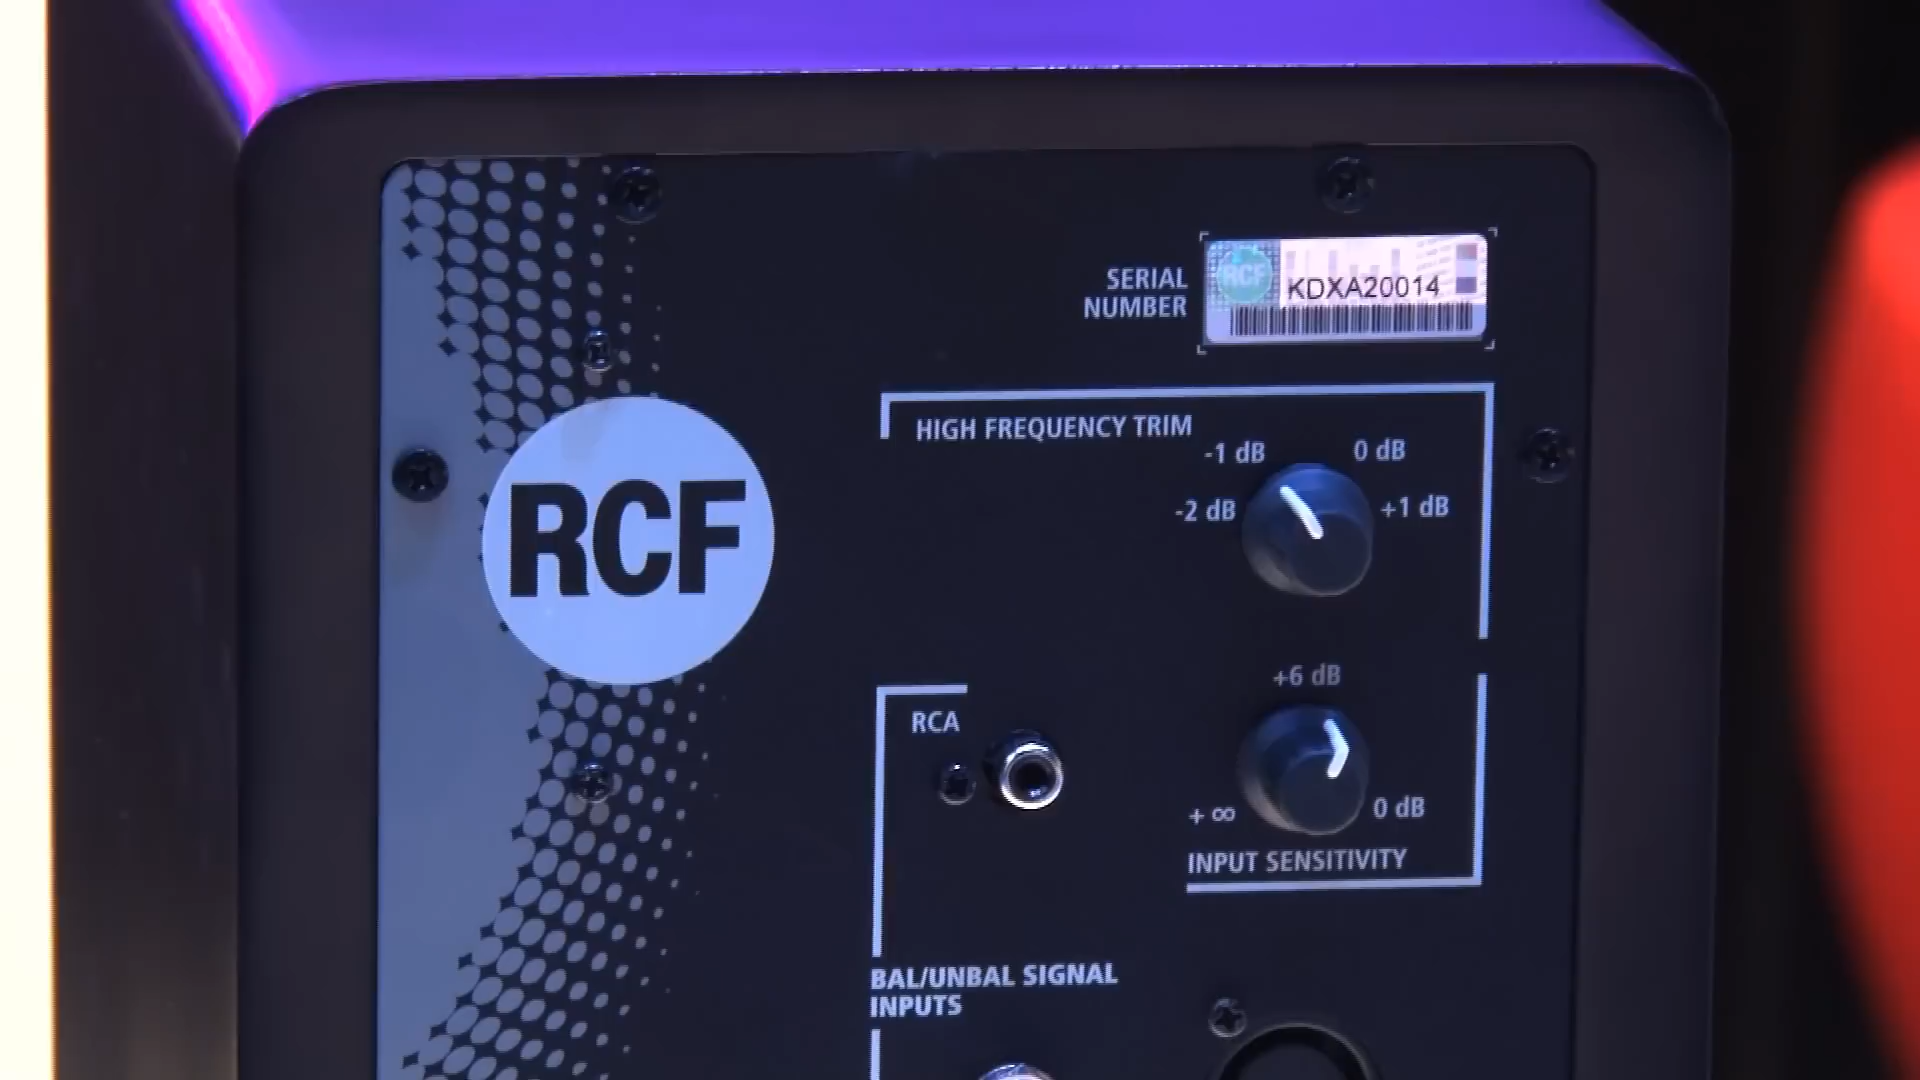 SERIAL
NUMBER
RCF
KDXA20014
HIGH FREQUENCY TRIM
-1 dB
0 dB
-2 dB
+1 dB
RCF
+6 dB
RCA
+ ∞
0 dB
INPUT SENSITIVITY
BAL/UNBAL SIGNAL
INPUTS